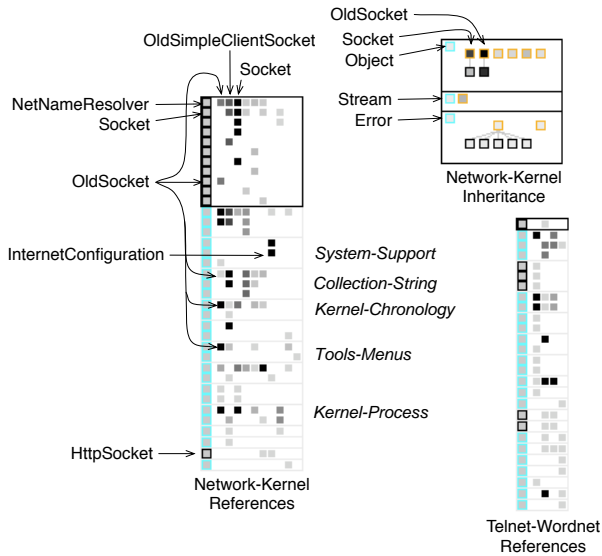 OldSocket
OldSimpleClientSocket
Socket
Socket
Object
NetNameResolver
Socket
Stream
Error
OldSocket
Network-Kernel
Inheritance
InternetConfiguration
System-Support
Collection-String
Kernel-Chronology
Tools-Menus
Kernel-Process
HttpSocket
Network-Kernel
References
Telnet-Wordnet
References